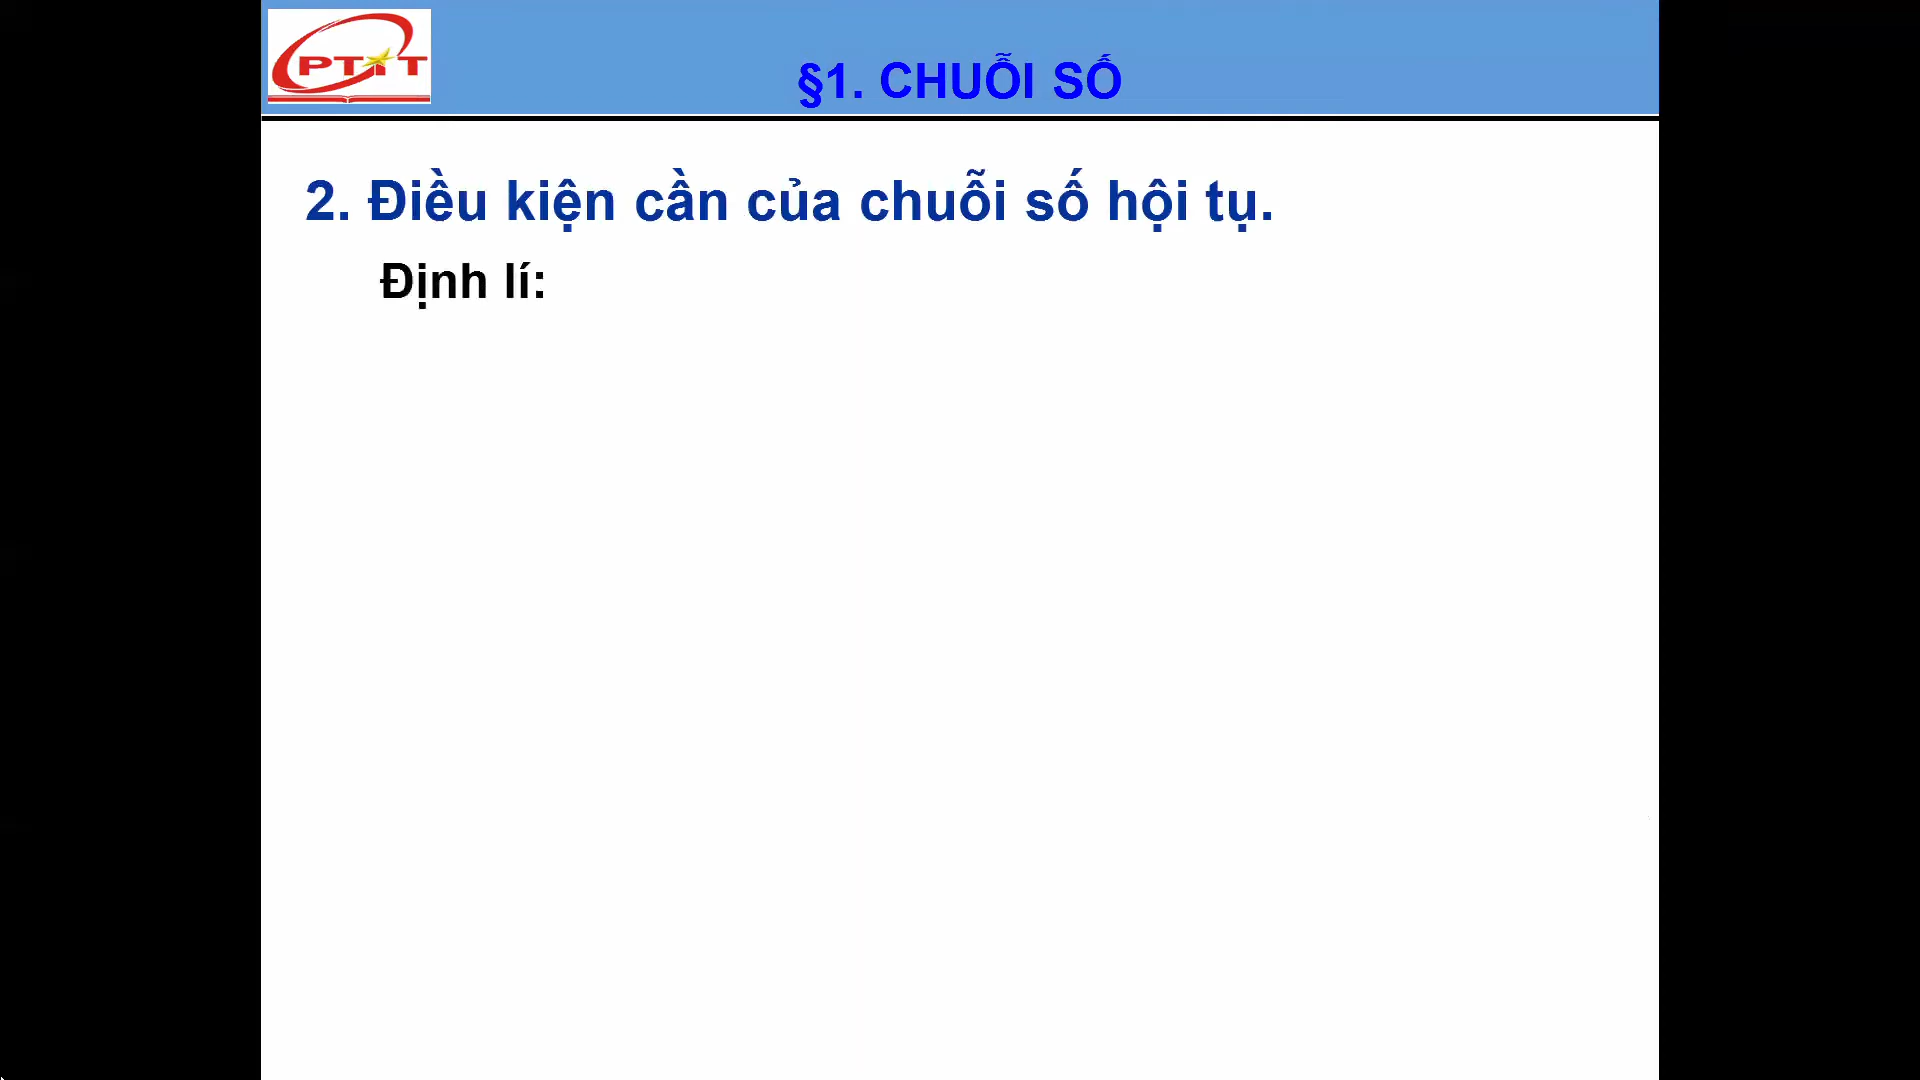 PTIT
§1. CHUỖI SỐ
2. Điều kiện cần của chuỗi số hội tụ.
Định lí: